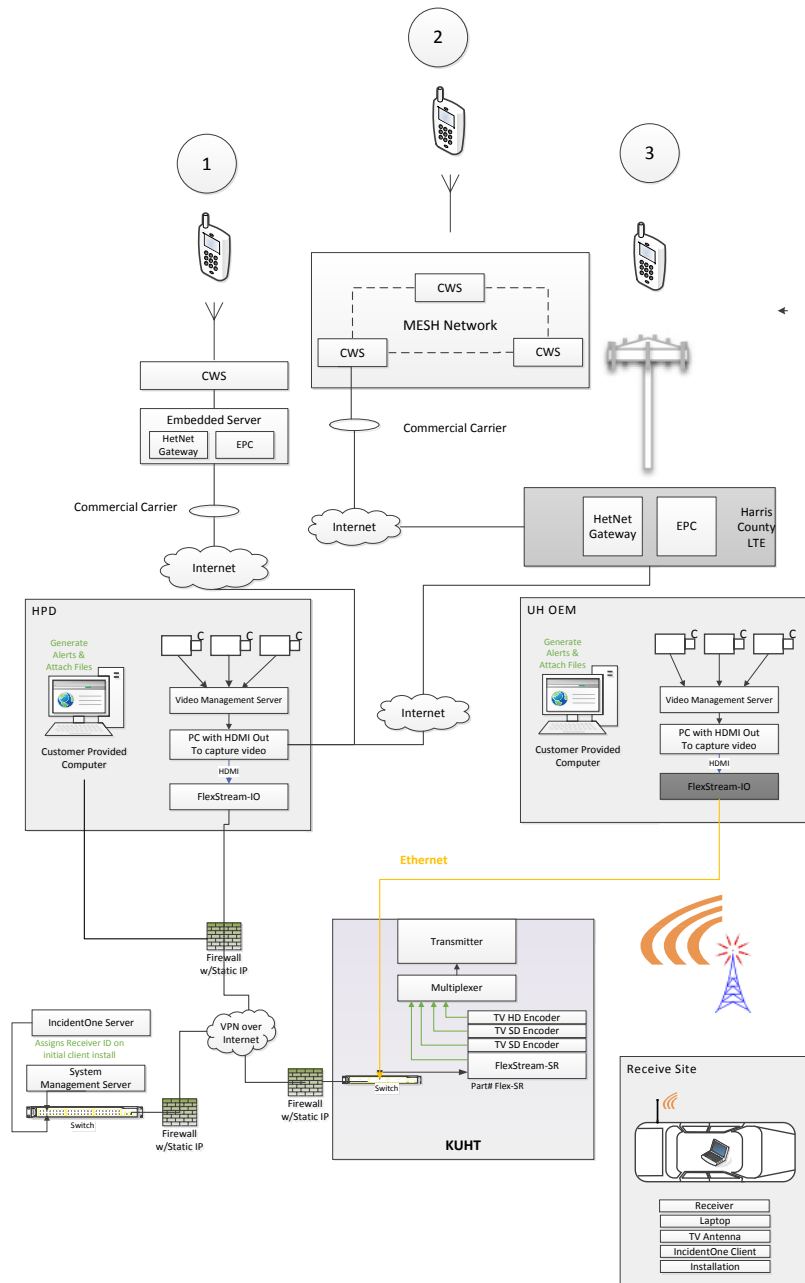 2
1
3
CWS
MESH Network
CWS
CWS
CWS
Embedded Server
HetNet
Gateway
EPC
Commercial Carrier
Commercial Carrier
Internet
Internet
HetNet
Gateway
EPC
Harris
County
LTE
HPD
C
C
C
Generate
Alerts &
Attach Files
Video Management Server
PC with HDMI Out
To capture video
Customer Provided
Computer
HDMI
FlexStream-IO
Internet
UH OEM
C
C
C
Generate
Alerts &
Attach Files
Video Management Server
PC with HDMI Out
To capture video
Customer Provided
Computer
HDMI
FlexStream-IO
Ethernet
Firewall
w/Static IP
Transmitter
Multiplexer
TV HD Encoder
TV SD Encoder
TV SD Encoder
FlexStream-SR
Part# Flex-SR
Switch
KUHT
VPN over
Internet
IncidentOne Server
Assigns Receiver ID on
initial client install
System
Management Server
Switch
Firewall
w/Static IP
Firewall
w/Static IP
Receive Site
Receiver
Laptop
TV Antenna
IncidentOne Client
Installation